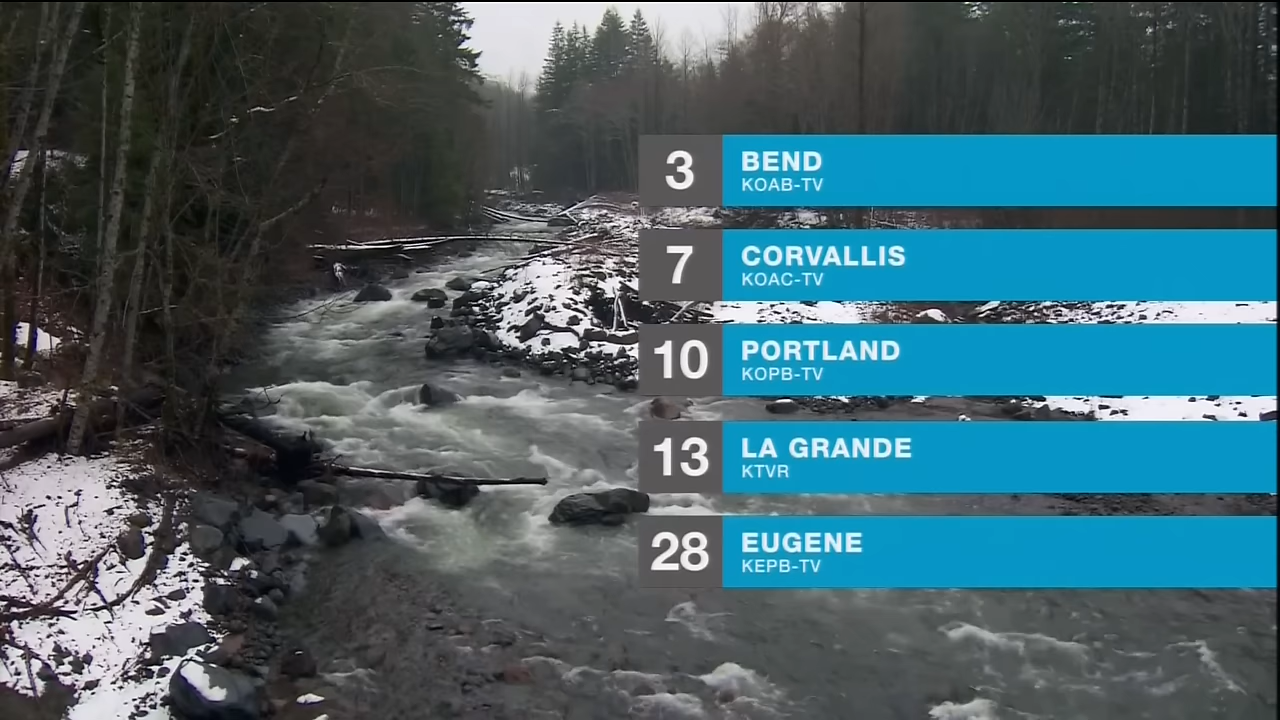 3
BEND
KOAB-TV
7
CORVALLIS
KOAC-TV
10
PORTLAND
KOPB-TV
13
LA GRANDE
KTVR
28
EUGENE
KEPB-TV